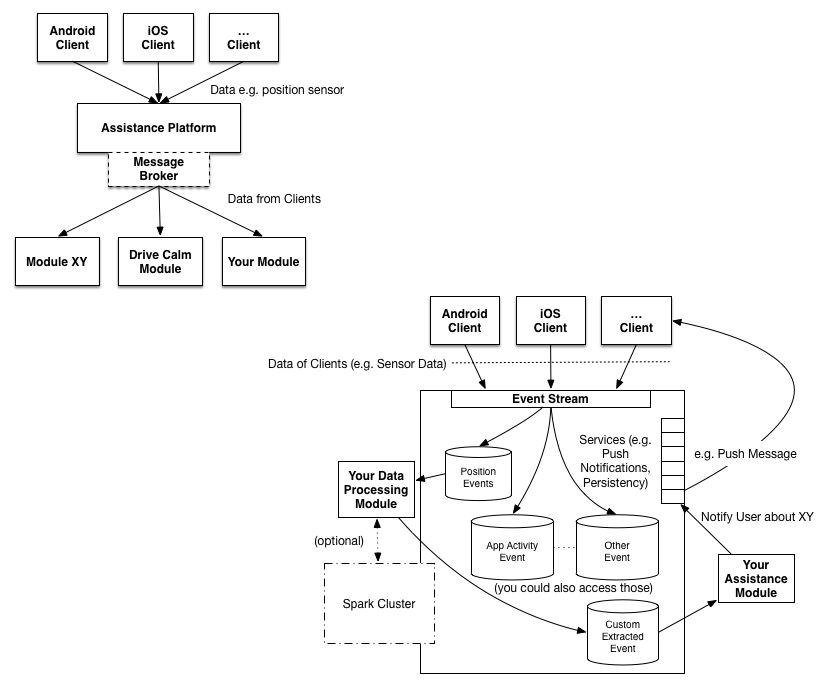 Android
Client
iOS
Client
...
Client
Data e.g. position sensor
Assistance Platform
Message
Broker
Data from Clients
Module XY
Drive Calm
Module
Your Module
Android
Client
iOS
Client
...
Client
Data of Clients (e.g. Sensor Data)
Event Stream
Services (e.g.
Push
Notifications,
Persistency)
e.g. Push Message
Position
Events
Your Data
Processing
Module
Notify User about XY
(optional)
App Activity
Event
Other
Event
(you could also access those)
Your
Assistance
Module
Spark Cluster
Custom
Extracted
Event